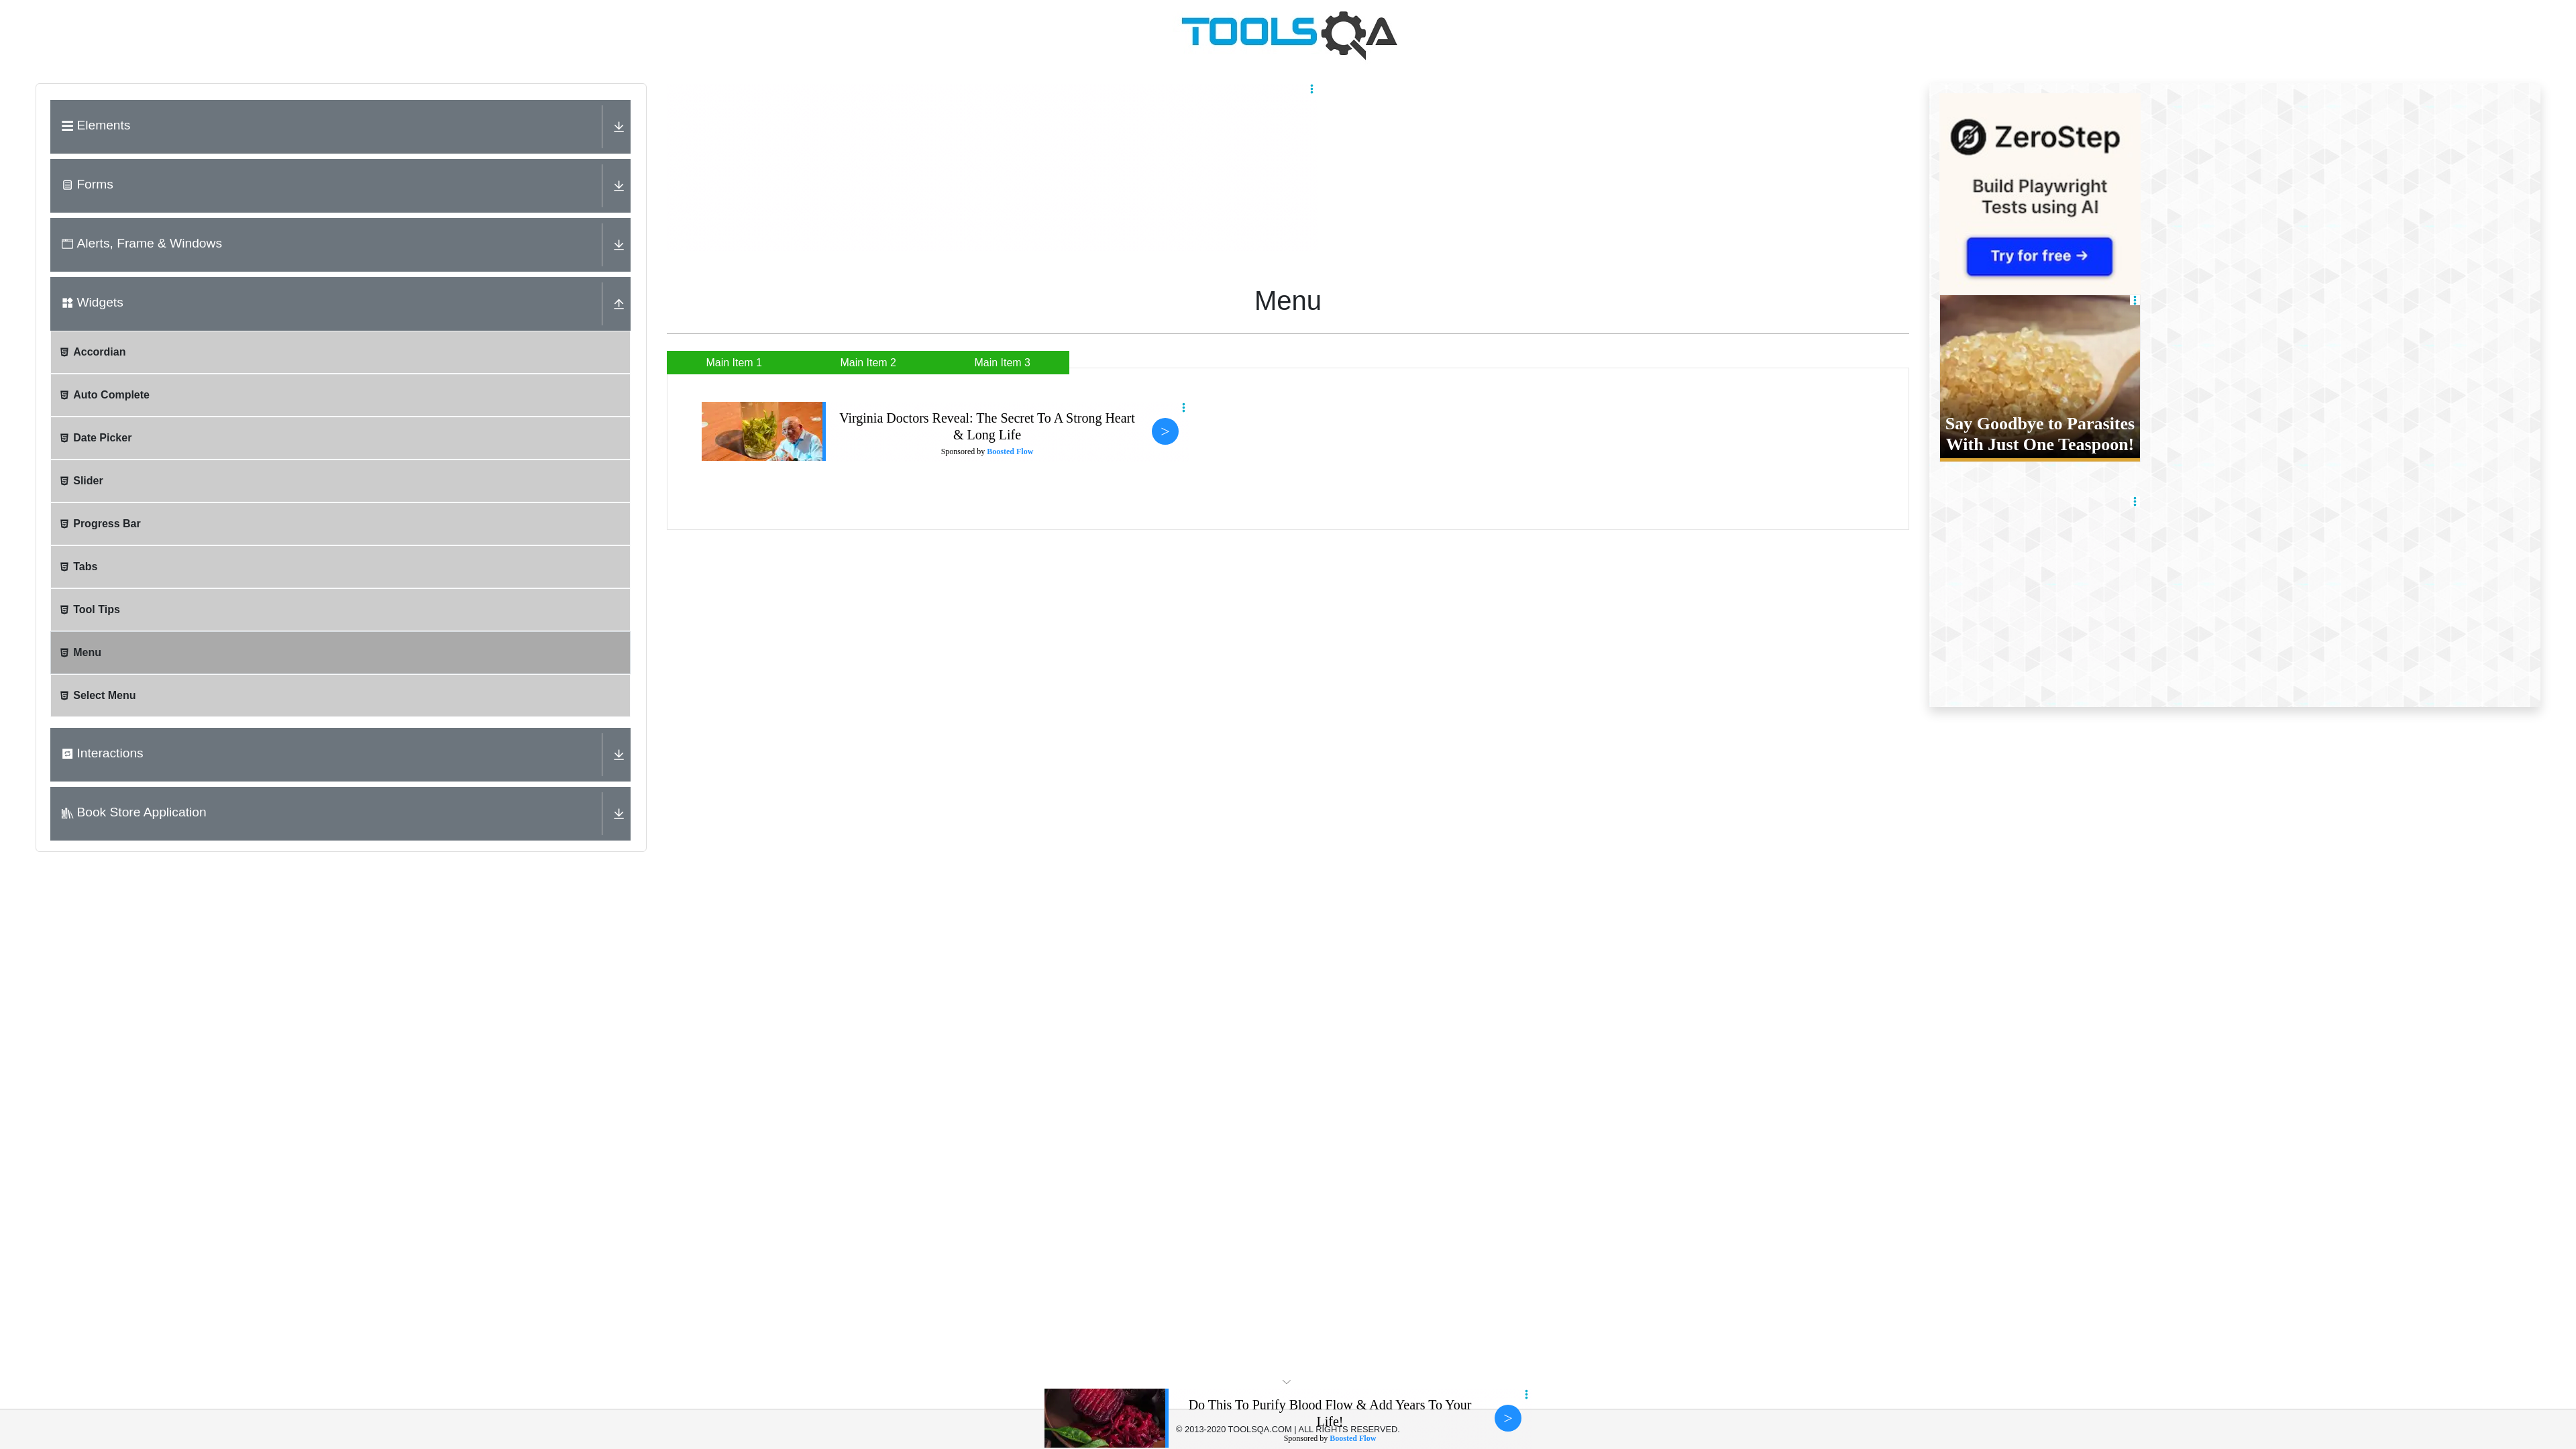 TOOLSQA
Elements
Forms
Alerts, Frame & Windows
Widgets
Accordian
Auto Complete
Date Picker
Slider
Progress Bar
Tabs
Tool Tips
Menu
Select Menu
Interactions
Book Store Application
Menu
Main Item 1
Main Item 2
Main Item 3
Virginia Doctors Reveal: The Secret To A Strong Heart
& Long Life
Sponsored by Boosted Flow
>
ZeroStep
Build Playwright
Tests using AI
Try for free →
Say Goodbye to Parasites
With Just One Teaspoon!
Do This To Purify Blood Flow & Add Years To Your
Life!
Sponsored by Boosted Flow
>
© 2013-2020 TOOLSQA.COM | ALL RIGHTS RESERVED.